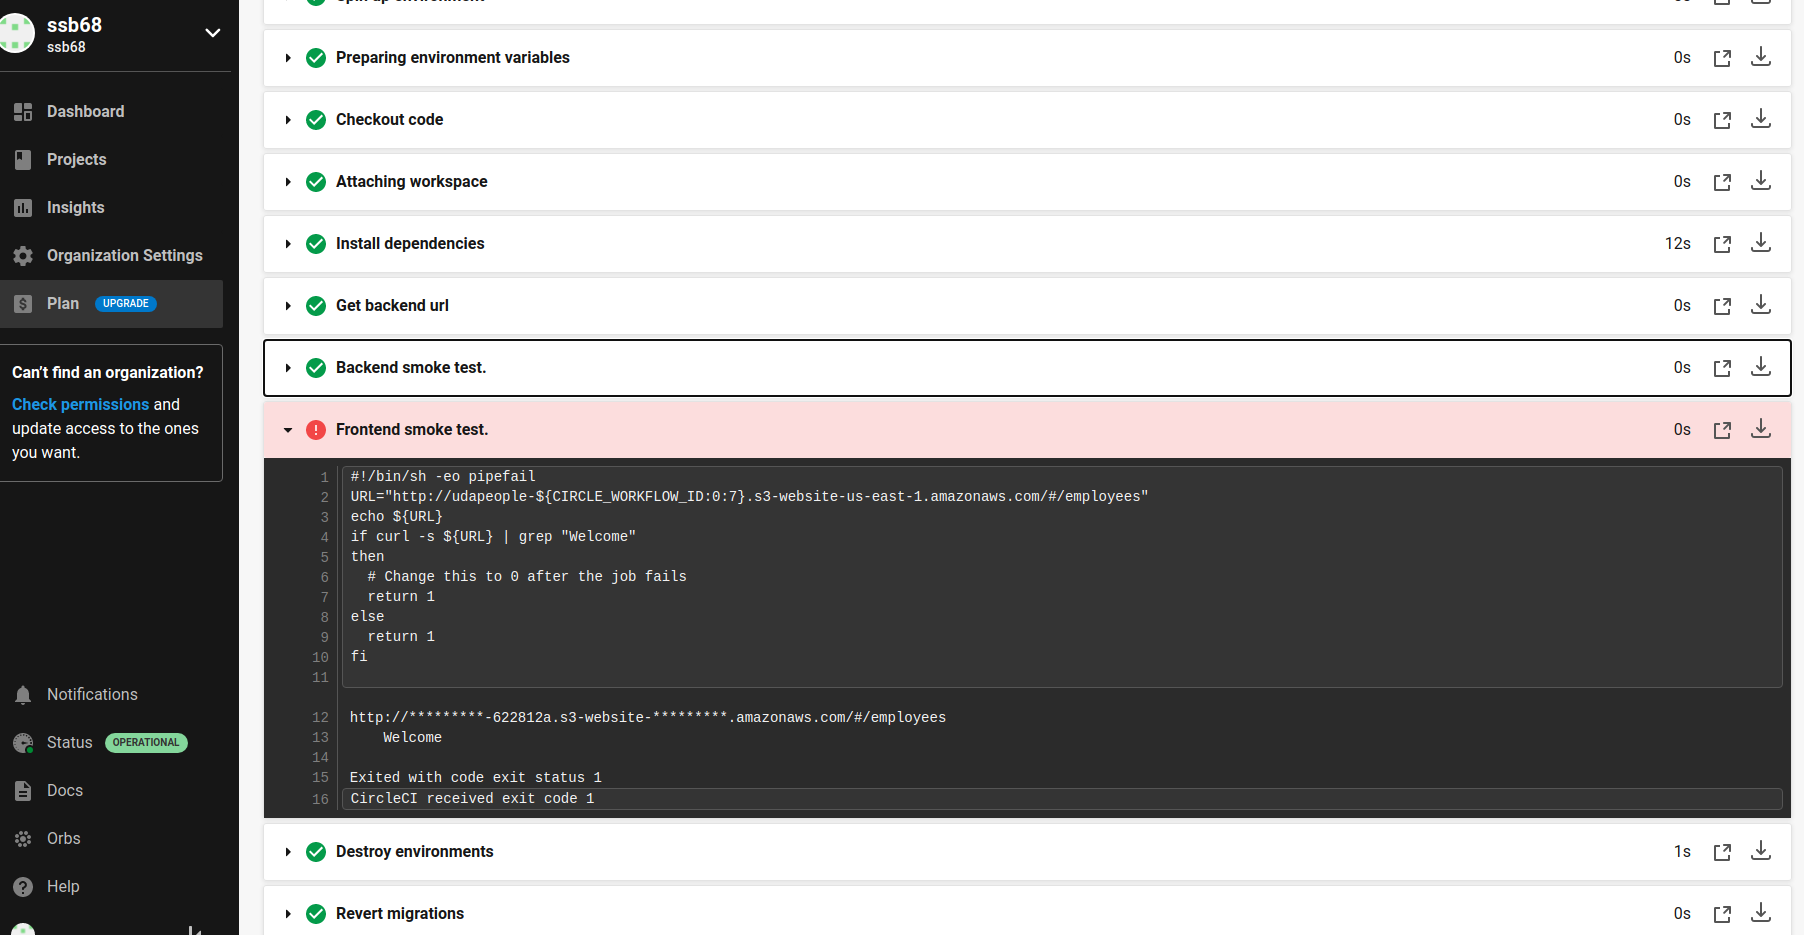 ssb68
ssb68
Dashboard
Projects
Insights
Organization Settings
Plan UPGRADE
Can't find an organization?
Check permissions and
update access to the ones
you want.
Notifications
Status OPERATIONAL
Docs
Orbs
Help
Preparing environment variables 0s
Checkout code 0s
Attaching workspace 0s
Install dependencies 12s
Get backend url 0s
Backend smoke test. 0s
Frontend smoke test. 0s
1 #!/bin/sh -eo pipefail
2 URL="http://udapeople-${CIRCLE_WORKFLOW_ID:0:7}.s3-website-us-east-1.amazonaws.com/#/employees"
3 echo ${URL}
4 if curl -s ${URL} | grep "Welcome"
5 then
6   # Change this to 0 after the job fails
7   return 1
8 else
9   return 1
10 fi
11
12 http://*********-622812a.s3-website-*********.amazonaws.com/#/employees
13     Welcome
14
15 Exited with code exit status 1
16 CircleCI received exit code 1
Destroy environments 1s
Revert migrations 0s